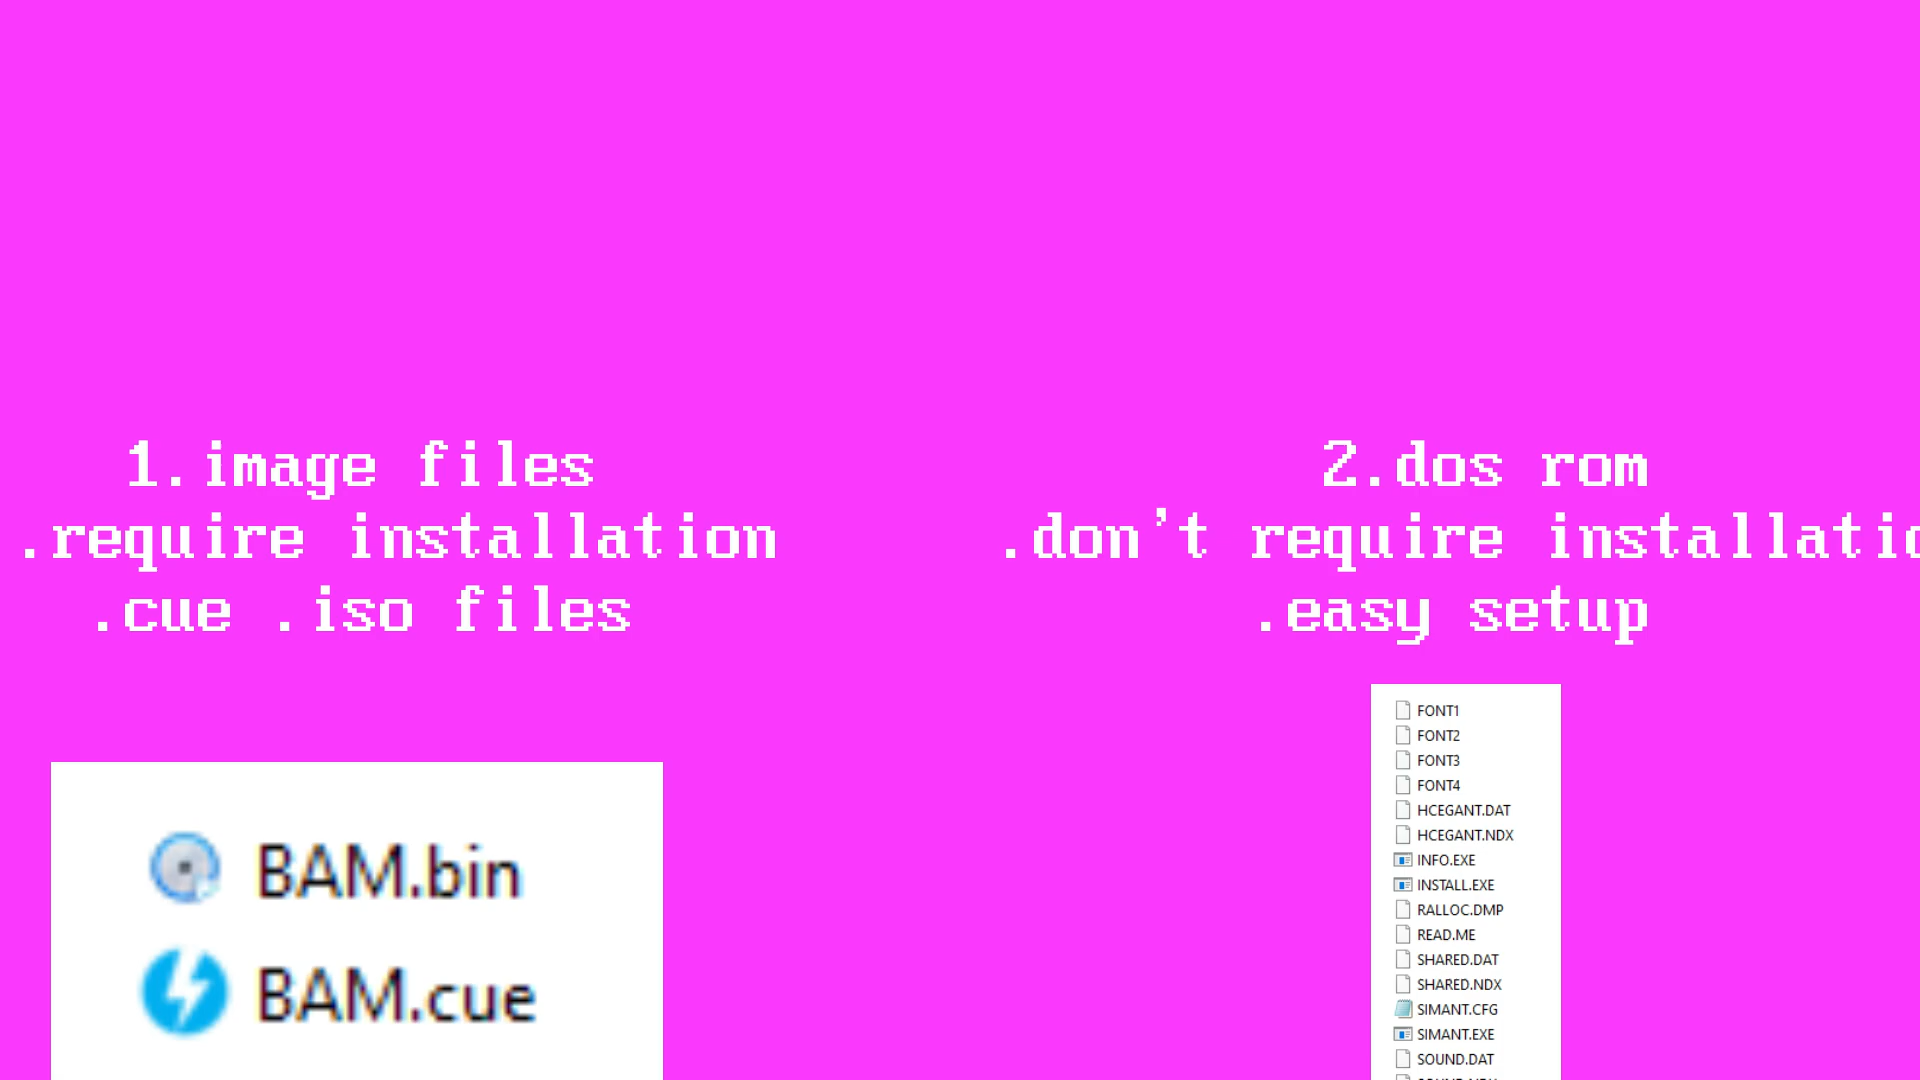 1.image files
.require installation
.cue .iso files
BAM.bin
BAM.cue
2.dos rom
.don't require installatio
.easy setup
FONT1
FONT2
FONT3
FONT4
HCEGANT.DAT
HCEGANT.NDX
INFO.EXE
INSTALL.EXE
RALLOC.DMP
READ.ME
SHARED.DAT
SHARED.NDX
SIMANT.CFG
SIMANT.EXE
SOUND.DAT